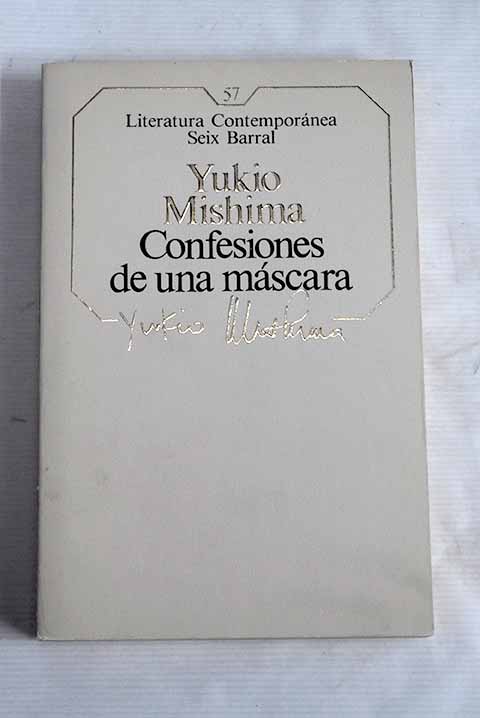 57
Literatura Contemporánea
Seix Barral
Yukio
Mishima
Confesiones
de una máscara
Yukio Mishima